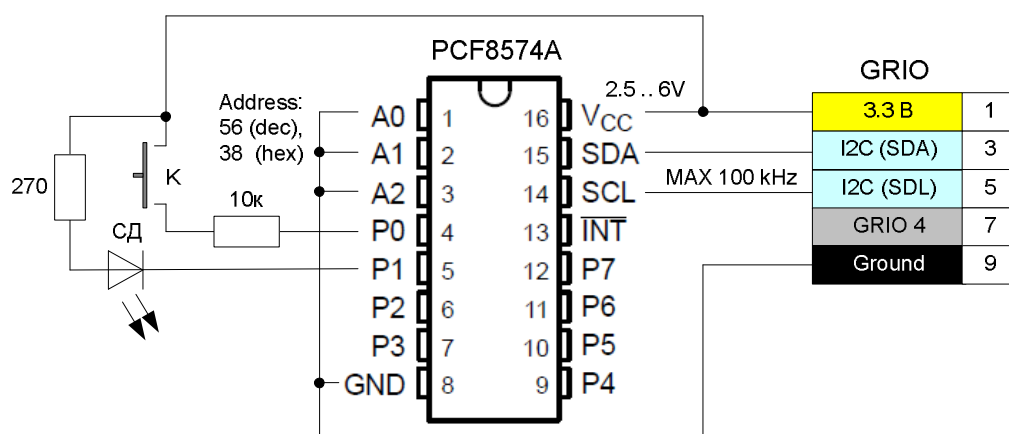 PCF8574A
Address:
56 (dec),
38 (hex)
270
K
10к
СД
A0
A1
A2
P0
P1
P2
P3
GND
1
2
3
4
5
6
7
8
16
15
14
13
12
11
10
9
VCC
SDA
SCL
INT
P7
P6
P5
P4
2.5 .. 6V
MAX 100 kHz
GRIO
3.3 В 1
I2C (SDA) 3
I2C (SDL) 5
GRIO 4 7
Ground 9